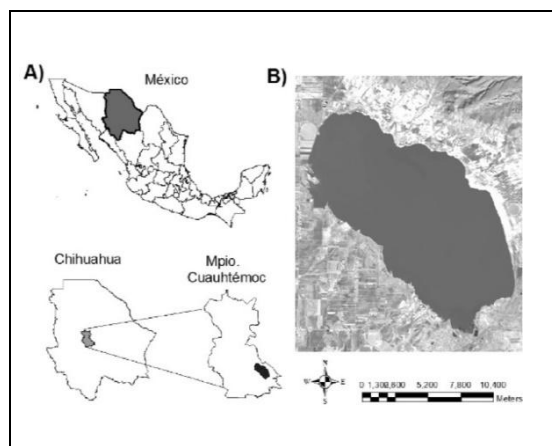 A)
México
B)
Chihuahua
Mpio.
Cuauhtémoc
N
W E
S
0 1,300 2,600 5,200 7,800 10,400
Meters